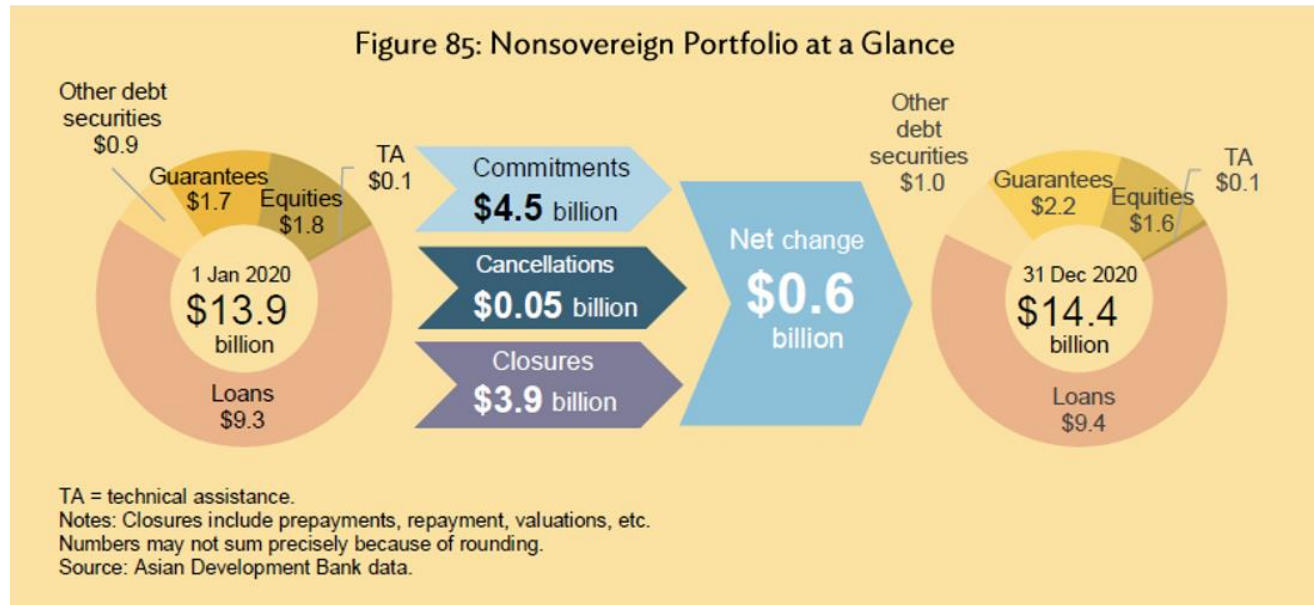 Figure 85: Nonsovereign Portfolio at a Glance
Other debt
securities
$0.9
Guarantees
$1.7
Equities
$1.8
TA
$0.1
1 Jan 2020
$13.9
billion
Loans
$9.3
Commitments
$4.5 billion
Cancellations
$0.05 billion
Closures
$3.9 billion
Net change
$0.6
billion
Other
debt
securities
$1.0
Guarantees
$2.2
Equities
$1.6
TA
$0.1
31 Dec 2020
$14.4
billion
Loans
$9.4
TA = technical assistance.
Notes: Closures include prepayments, repayment, valuations, etc.
Numbers may not sum precisely because of rounding.
Source: Asian Development Bank data.